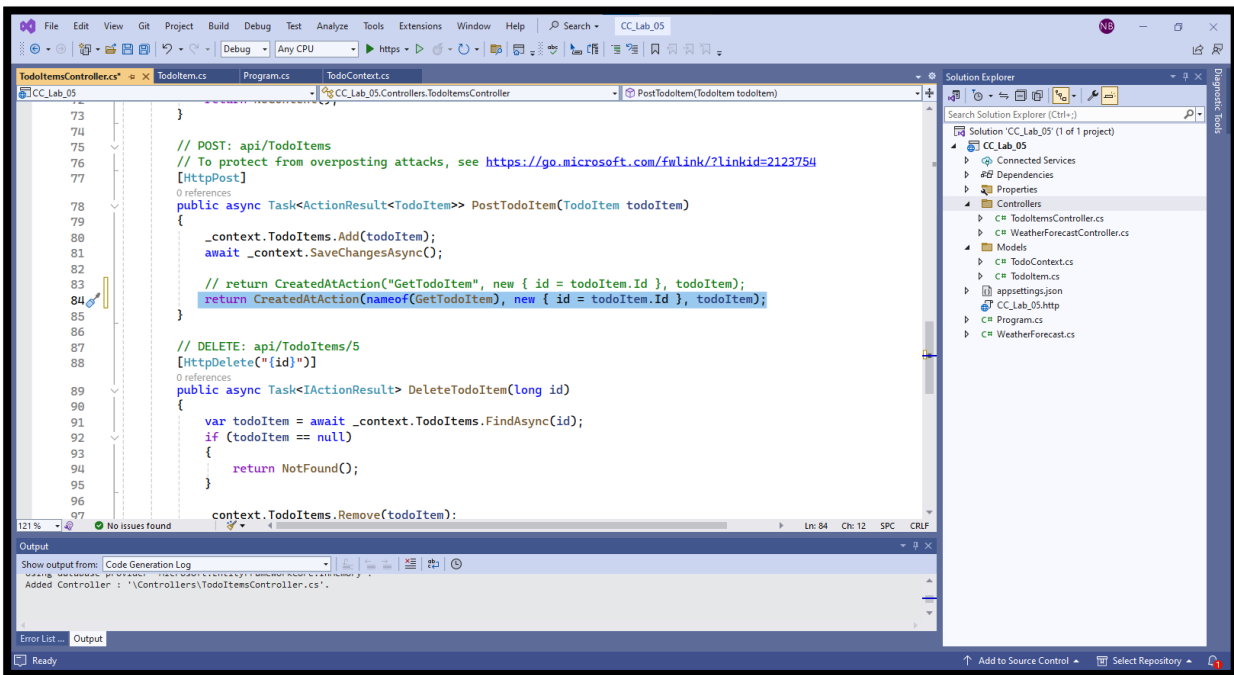 File Edit View Git Project Build Debug Test Analyze Tools Extensions Window Help Search CC_Lab_05 NB
Debug Any CPU https
TodoItemsController.cs* TodoItem.cs Program.cs TodoContext.cs
CC_Lab_05 CC_Lab_05.Controllers.TodoItemsController PostTodoItem(TodoItem todoItem)
73 }
74
75 // POST: api/TodoItems
76 // To protect from overposting attacks, see https://go.microsoft.com/fwlink/?linkid=2123754
77 [HttpPost]
0 references
78 public async Task<ActionResult<TodoItem>> PostTodoItem(TodoItem todoItem)
79 {
80 _context.TodoItems.Add(todoItem);
81 await _context.SaveChangesAsync();
82
83 // return CreatedAtAction("GetTodoItem", new { id = todoItem.Id }, todoItem);
84 return CreatedAtAction(nameof(GetTodoItem), new { id = todoItem.Id }, todoItem);
85 }
86
87 // DELETE: api/TodoItems/5
88 [HttpDelete("{id}")]
0 references
89 public async Task<IActionResult> DeleteTodoItem(long id)
90 {
91 var todoItem = await _context.TodoItems.FindAsync(id);
92 if (todoItem == null)
93 {
94 return NotFound();
95 }
96
97 _context.TodoItems.Remove(todoItem);
121 % No issues found Ln: 84 Ch: 12 SPC CRLF
Output
Show output from: Code Generation Log
Added Controller : '\Controllers\TodoItemsController.cs'.
Error List ... Output
Solution Explorer
Search Solution Explorer (Ctrl+;)
Solution 'CC_Lab_05' (1 of 1 project)
CC_Lab_05
Connected Services
Dependencies
Properties
Controllers
C# TodoItemsController.cs
C# WeatherForecastController.cs
Models
C# TodoContext.cs
C# TodoItem.cs
appsettings.json
CC_Lab_05.http
C# Program.cs
C# WeatherForecast.cs
Diagnostic Tools
Ready Add to Source Control Select Repository 1